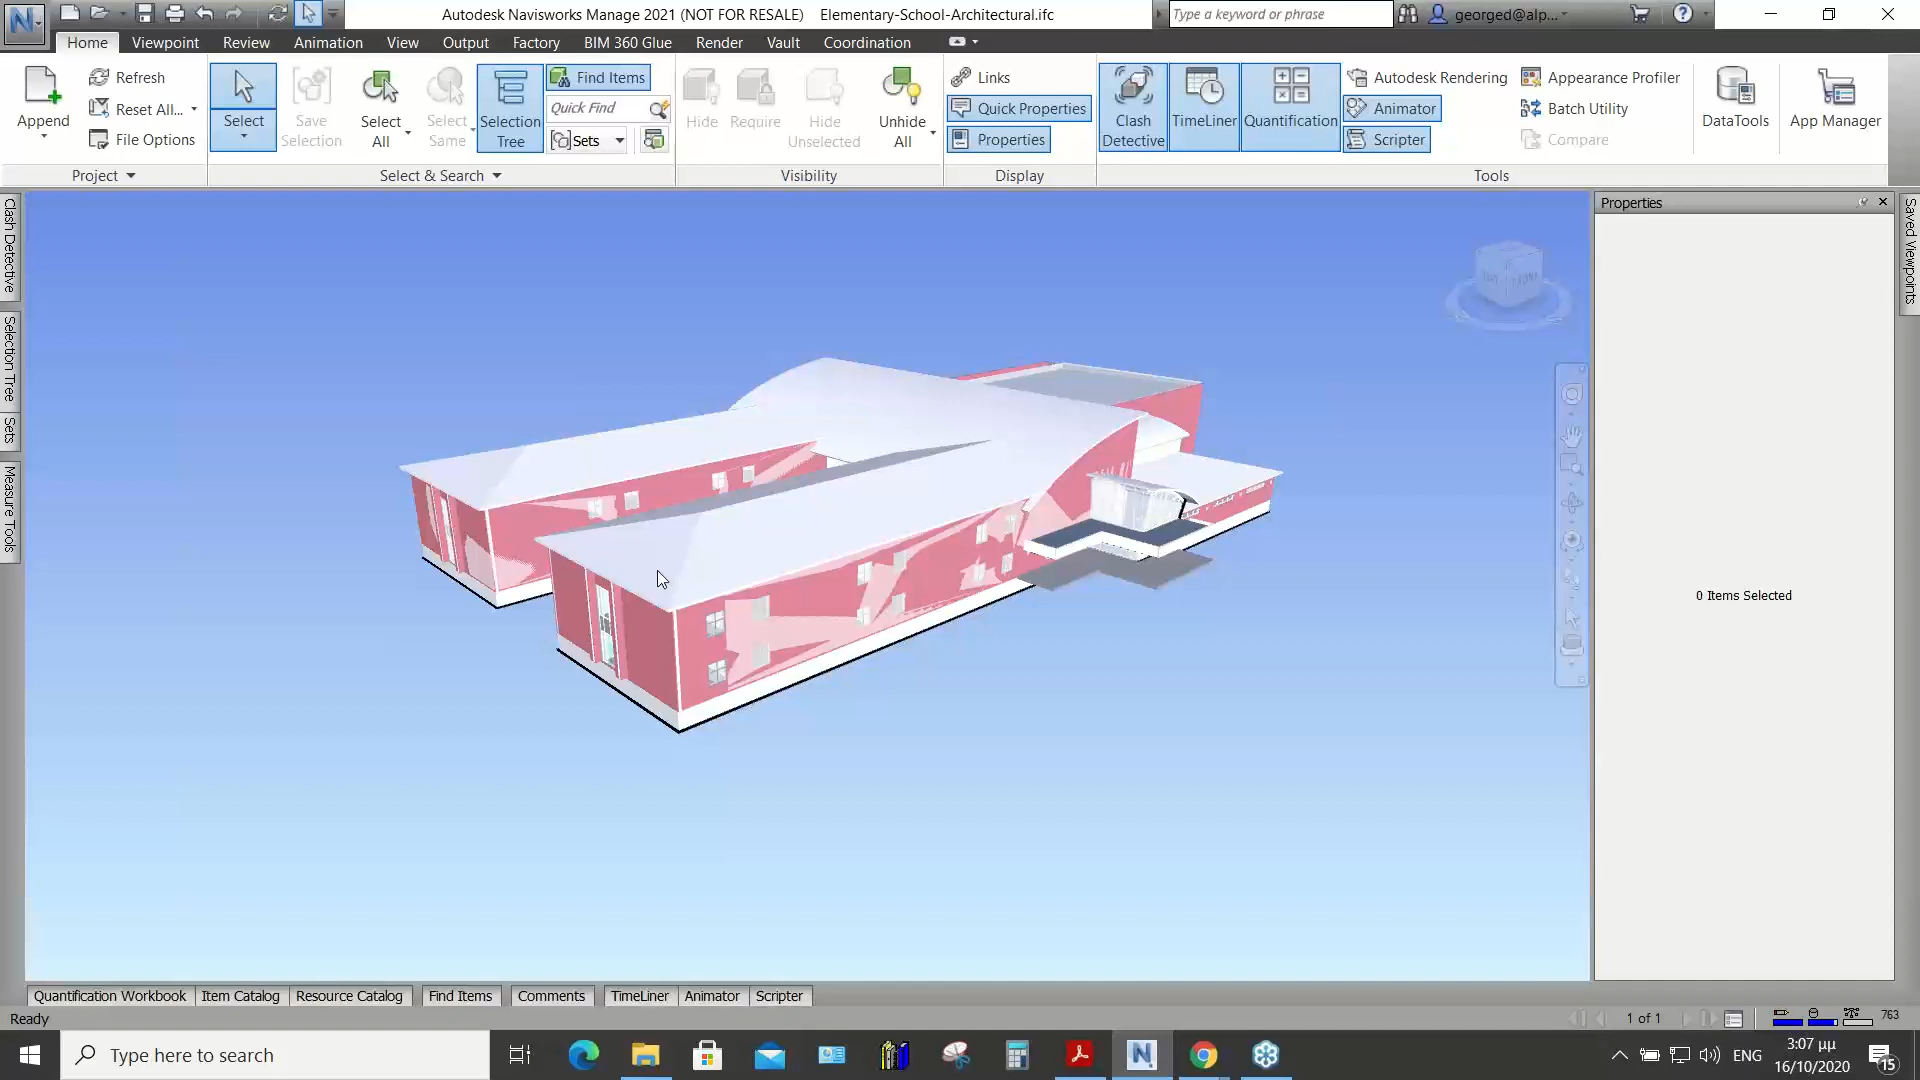 Autodesk Navisworks Manage 2021 (NOT FOR RESALE) Elementary-School-Architectural.ifc
Type a keyword or phrase
georged@alp...
Home Viewpoint Review Animation View Output Factory BIM 360 Glue Render Vault Coordination
Append
Refresh
Reset All...
File Options
Select
Save
Selection
Select
All
Select
Same
Selection
Tree
Find Items
Quick Find
Sets
Hide
Require
Hide
Unselected
Unhide
All
Links
Quick Properties
Properties
Clash
Detective
TimeLiner
Quantification
Autodesk Rendering
Animator
Scripter
Appearance Profiler
Batch Utility
Compare
DataTools
App Manager
Project
Select & Search
Visibility
Display
Tools
Clash Detective
Selection Tree
Sets
Measure Tools
Properties
0 Items Selected
Saved Viewpoints
Quantification Workbook Item Catalog Resource Catalog Find Items Comments TimeLiner Animator Scripter
Ready
1 of 1
763
Type here to search
ENG
3:07 μμ
16/10/2020
15